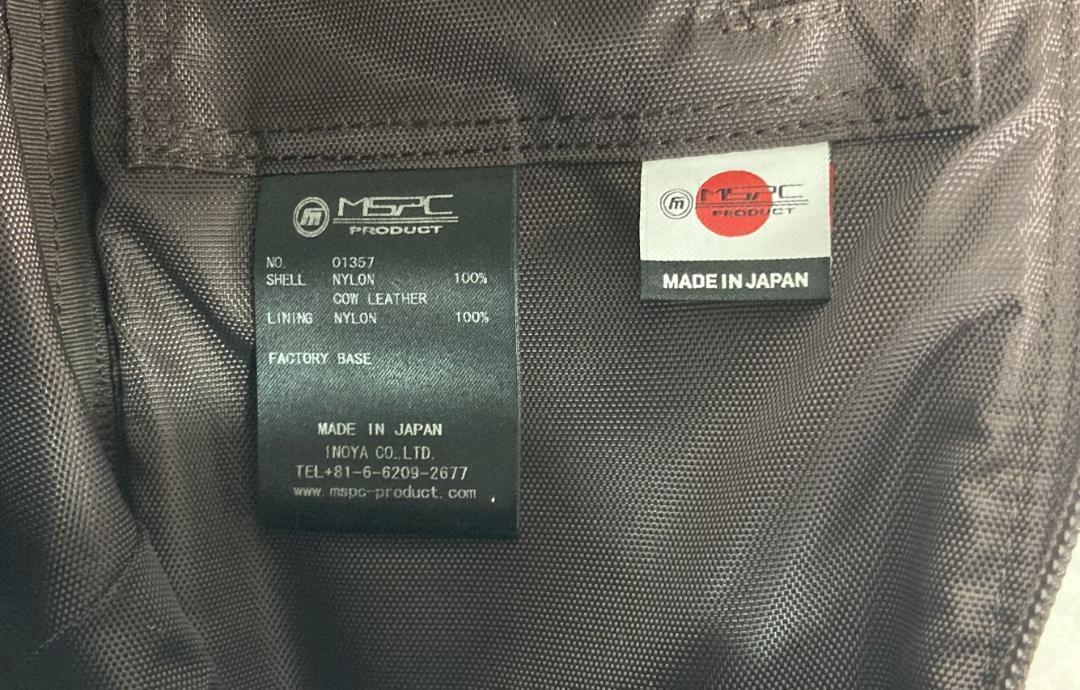 m MSPC
PRODUCT
NO. 01357
SHELL NYLON 100%
COW LEATHER
LINING NYLON 100%
FACTORY BASE
MADE IN JAPAN
INOYA CO.,LTD.
TEL+81-6-6209-2677
www.mspc-product.com
m MSPC
PRODUCT
MADE IN JAPAN